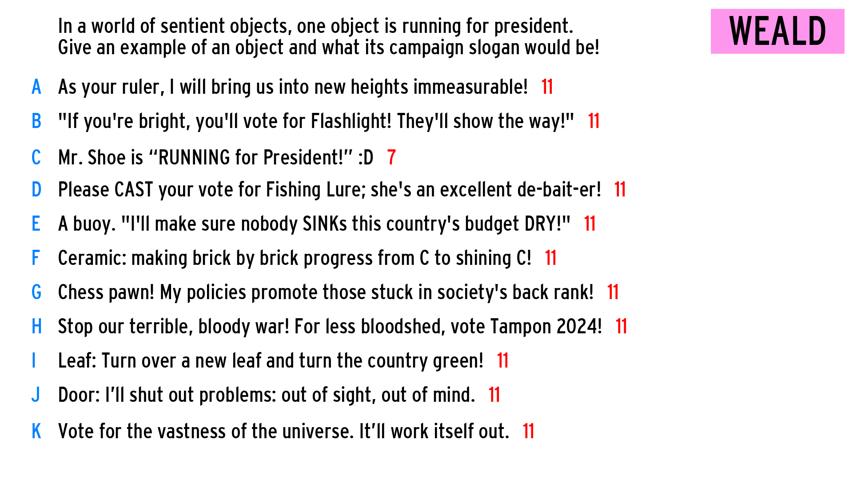 In a world of sentient objects, one object is running for president.
Give an example of an object and what its campaign slogan would be!
WEALD
A As your ruler, I will bring us into new heights immeasurable! 11
B "If you're bright, you'll vote for Flashlight! They'll show the way!" 11
C Mr. Shoe is “RUNNING for President!” :D 7
D Please CAST your vote for Fishing Lure; she's an excellent de-bait-er! 11
E A buoy. "I'll make sure nobody SINKs this country's budget DRY!" 11
F Ceramic: making brick by brick progress from C to shining C! 11
G Chess pawn! My policies promote those stuck in society's back rank! 11
H Stop our terrible, bloody war! For less bloodshed, vote Tampon 2024! 11
I Leaf: Turn over a new leaf and turn the country green! 11
J Door: I’ll shut out problems: out of sight, out of mind. 11
K Vote for the vastness of the universe. It’ll work itself out. 11